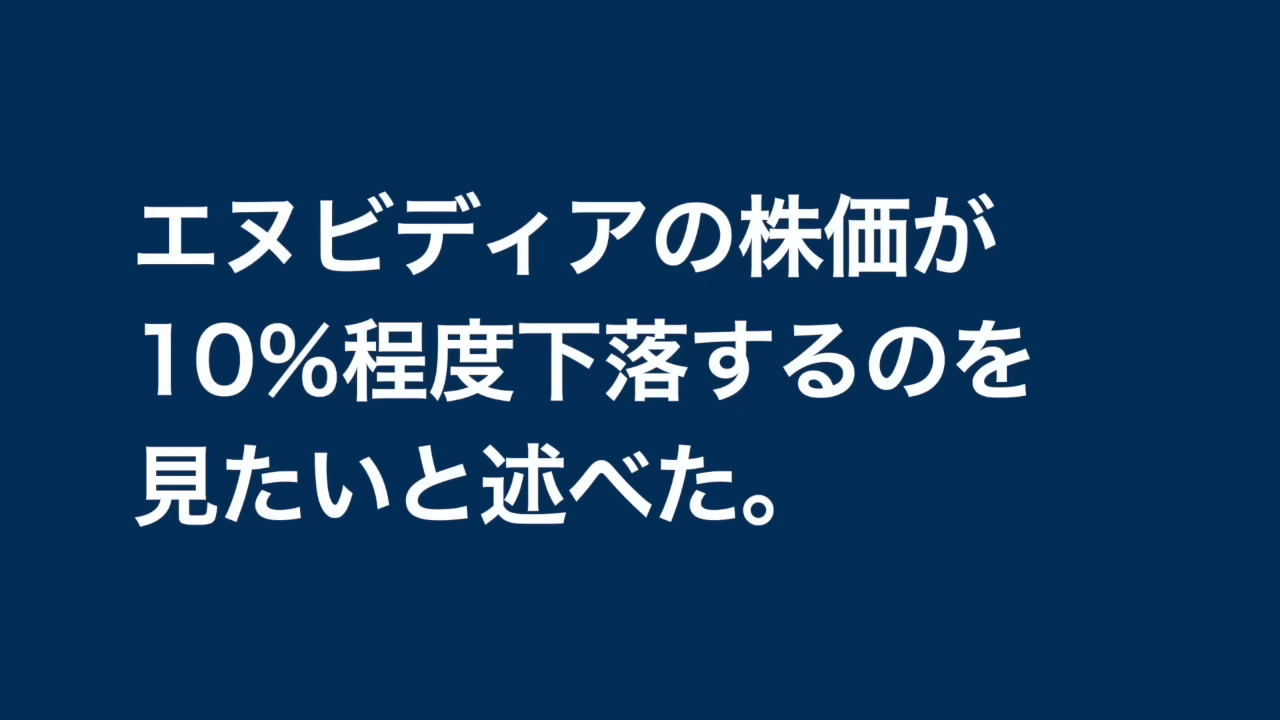 エヌビディアの株価が
10%程度下落するのを
見たいと述べた。